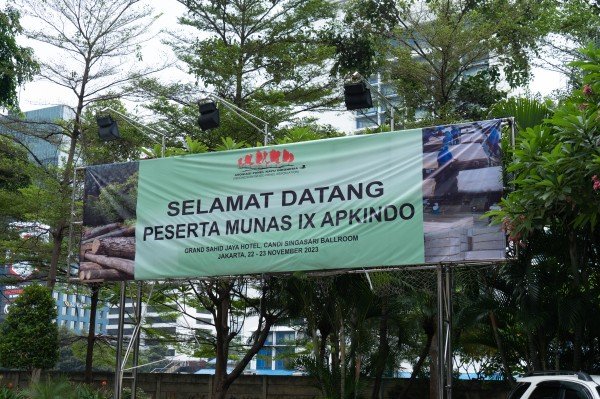 SELAMAT DATANG
PESERTA MUNAS IX APKINDO
GRAND SAHID JAYA HOTEL, CANDI SINGASARI BALLROOM
JAKARTA, 22 - 23 NOVEMBER 2023